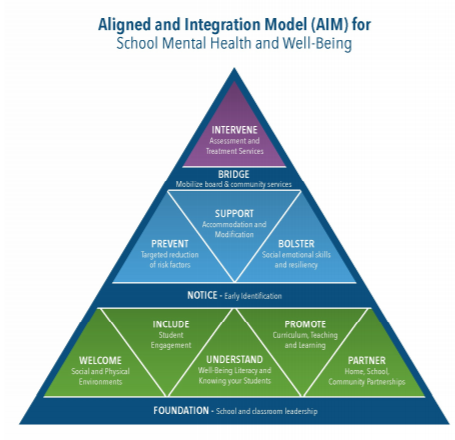 Aligned and Integration Model (AIM) for
School Mental Health and Well-Being
INTERVENE
Assessment and
Treatment Services
BRIDGE
Mobilize board & community services
SUPPORT
Accommodation and
Modification
PREVENT
Targeted reduction
of risk factors
BOLSTER
Social emotional skills
and resiliency
NOTICE - Early Identification
INCLUDE
Student
Engagement
PROMOTE
Curriculum, Teaching
and Learning
WELCOME
Social and Physical
Environments
UNDERSTAND
Well-Being Literacy and
Knowing your Students
PARTNER
Home, School,
Community Partnerships
FOUNDATION - School and classroom leadership